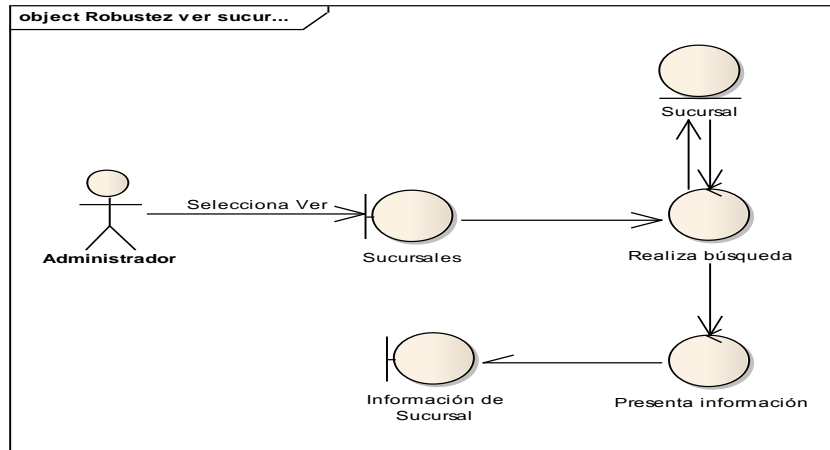 object Robustez ver sucur...
Sucursal
Selecciona Ver
Administrador
Sucursales
Realiza búsqueda
Información de
Sucursal
Presenta información